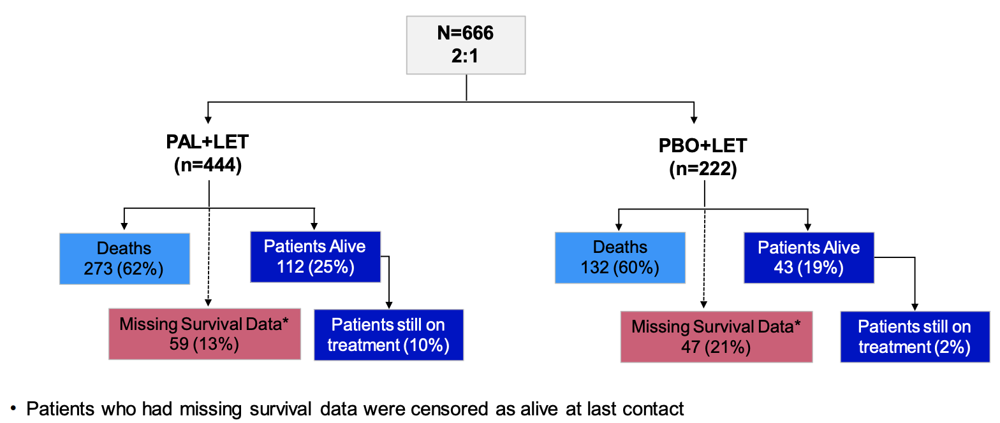 N=666
2:1
PAL+LET
(n=444)
PBO+LET
(n=222)
Deaths
273 (62%)
Patients Alive
112 (25%)
Missing Survival Data*
59 (13%)
Patients still on
treatment (10%)
Deaths
132 (60%)
Patients Alive
43 (19%)
Missing Survival Data*
47 (21%)
Patients still on
treatment (2%)
• Patients who had missing survival data were censored as alive at last contact